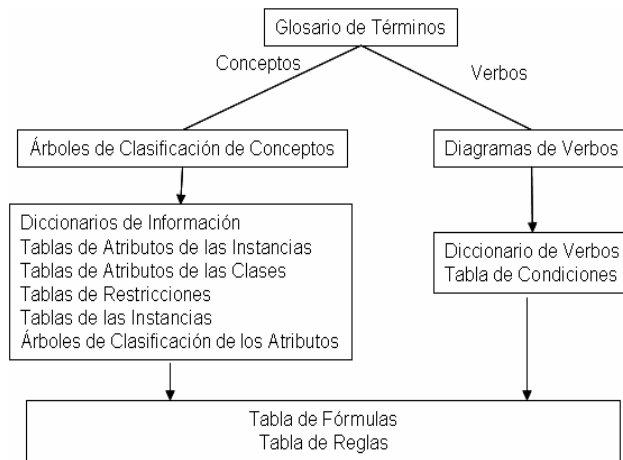 Glosario de Términos
Conceptos
Verbos
Árboles de Clasificación de Conceptos
Diagramas de Verbos
Diccionarios de Información
Tablas de Atributos de las Instancias
Tablas de Atributos de las Clases
Tablas de Restricciones
Tablas de las Instancias
Árboles de Clasificación de los Atributos
Diccionario de Verbos
Tabla de Condiciones
Tabla de Fórmulas
Tabla de Reglas